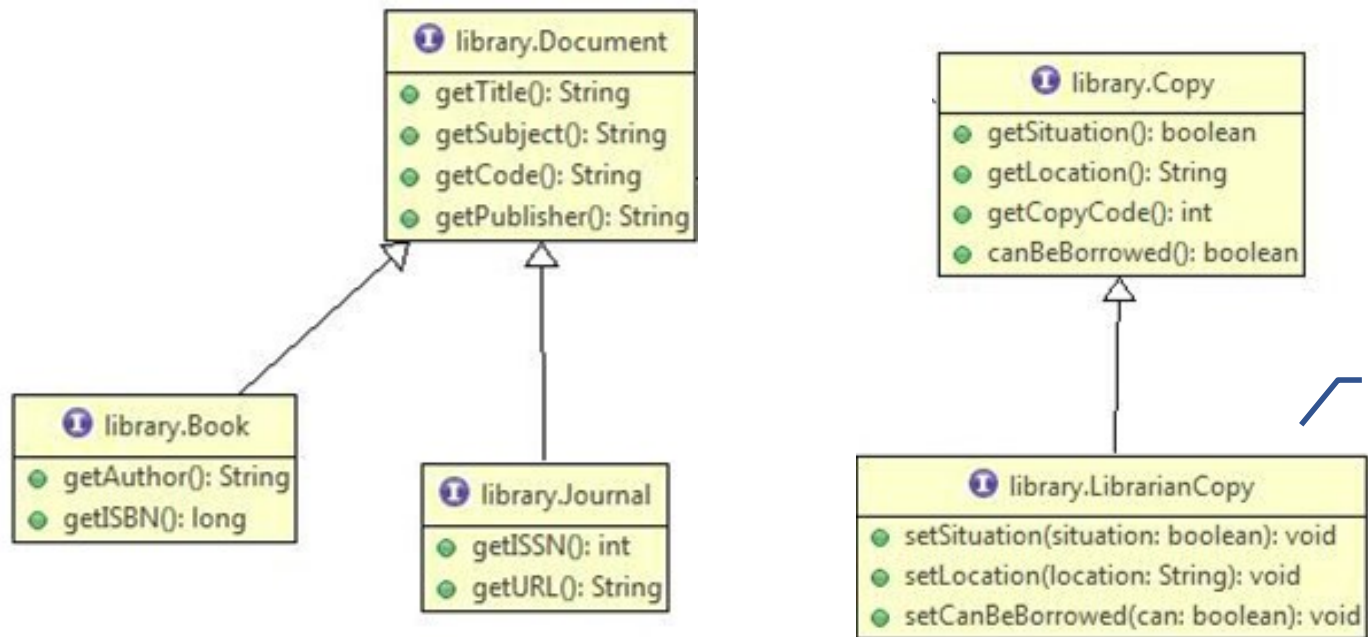 I library.Document
getTitle(): String
getSubject(): String
getCode(): String
getPublisher(): String
I library.Copy
getSituation(): boolean
getLocation(): String
getCopyCode(): int
canBeBorrowed(): boolean
I library.Book
getAuthor(): String
getISBN(): long
I library.Journal
getISSN(): int
getURL(): String
I library.LibrarianCopy
setSituation(situation: boolean): void
setLocation(location: String): void
setCanBeBorrowed(can: boolean): void